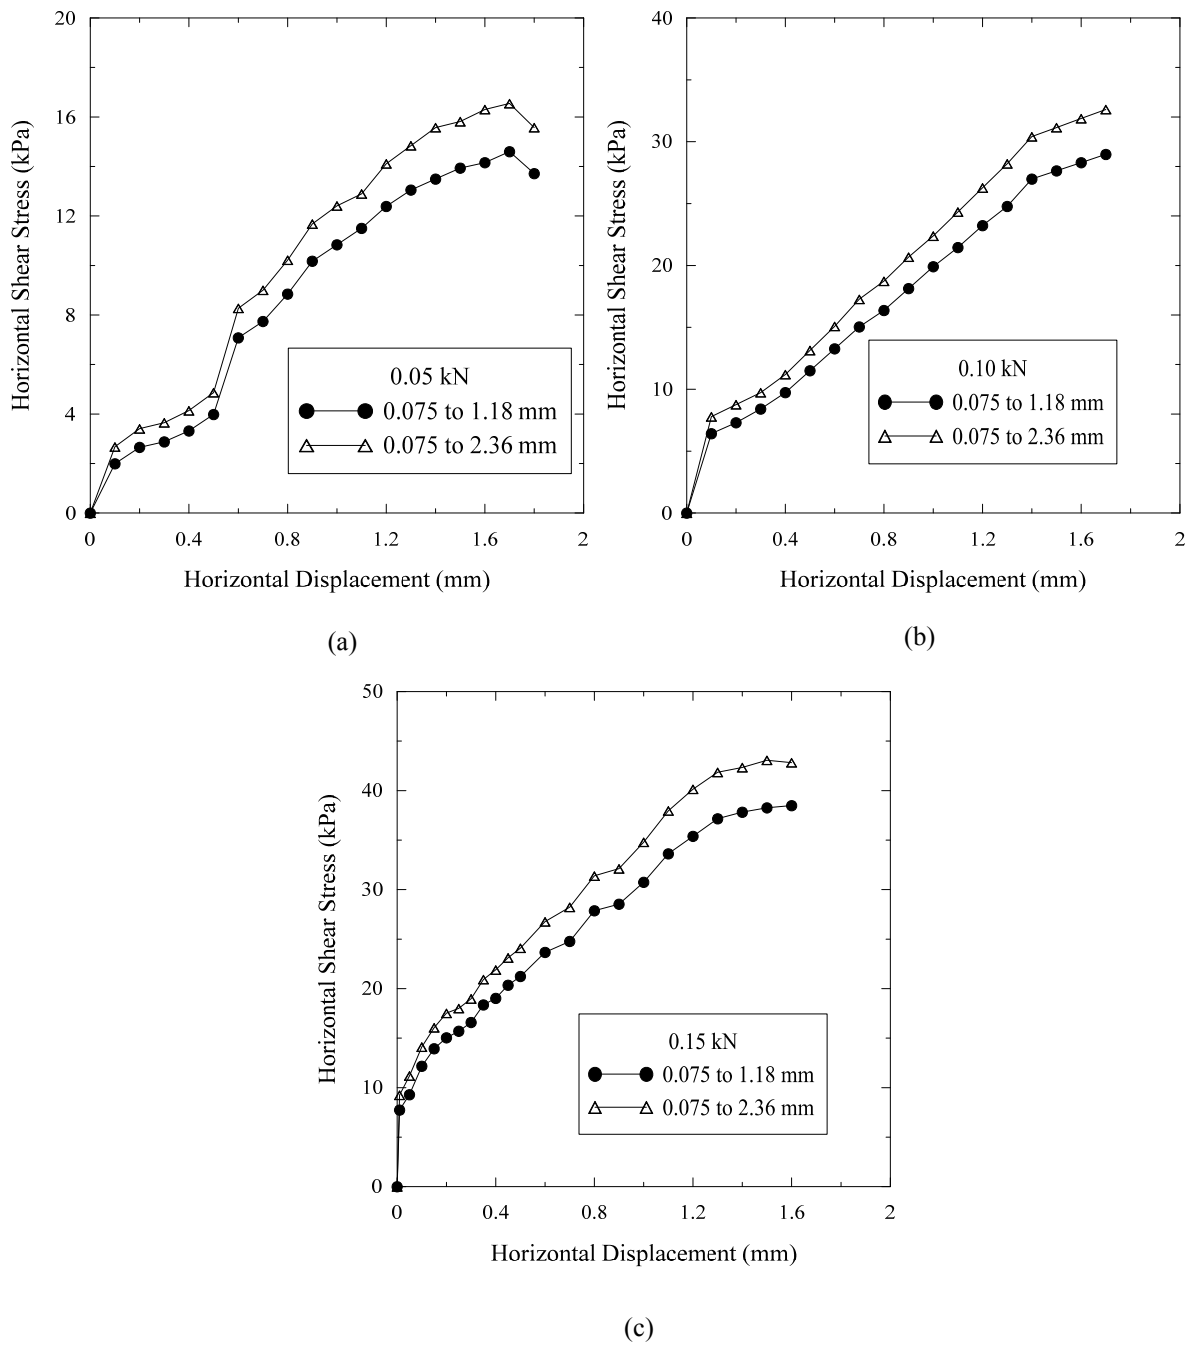 20
16
12
8
4
0
Horizontal Shear Stress (kPa)
0.05 kN
0.075 to 1.18 mm
0.075 to 2.36 mm
0 0.4 0.8 1.2 1.6 2
Horizontal Displacement (mm)
(a)
40
30
20
10
0
Horizontal Shear Stress (kPa)
0.10 kN
0.075 to 1.18 mm
0.075 to 2.36 mm
0 0.4 0.8 1.2 1.6 2
Horizontal Displacement (mm)
(b)
50
40
30
20
10
0
Horizontal Shear Stress (kPa)
0.15 kN
0.075 to 1.18 mm
0.075 to 2.36 mm
0 0.4 0.8 1.2 1.6 2
Horizontal Displacement (mm)
(c)